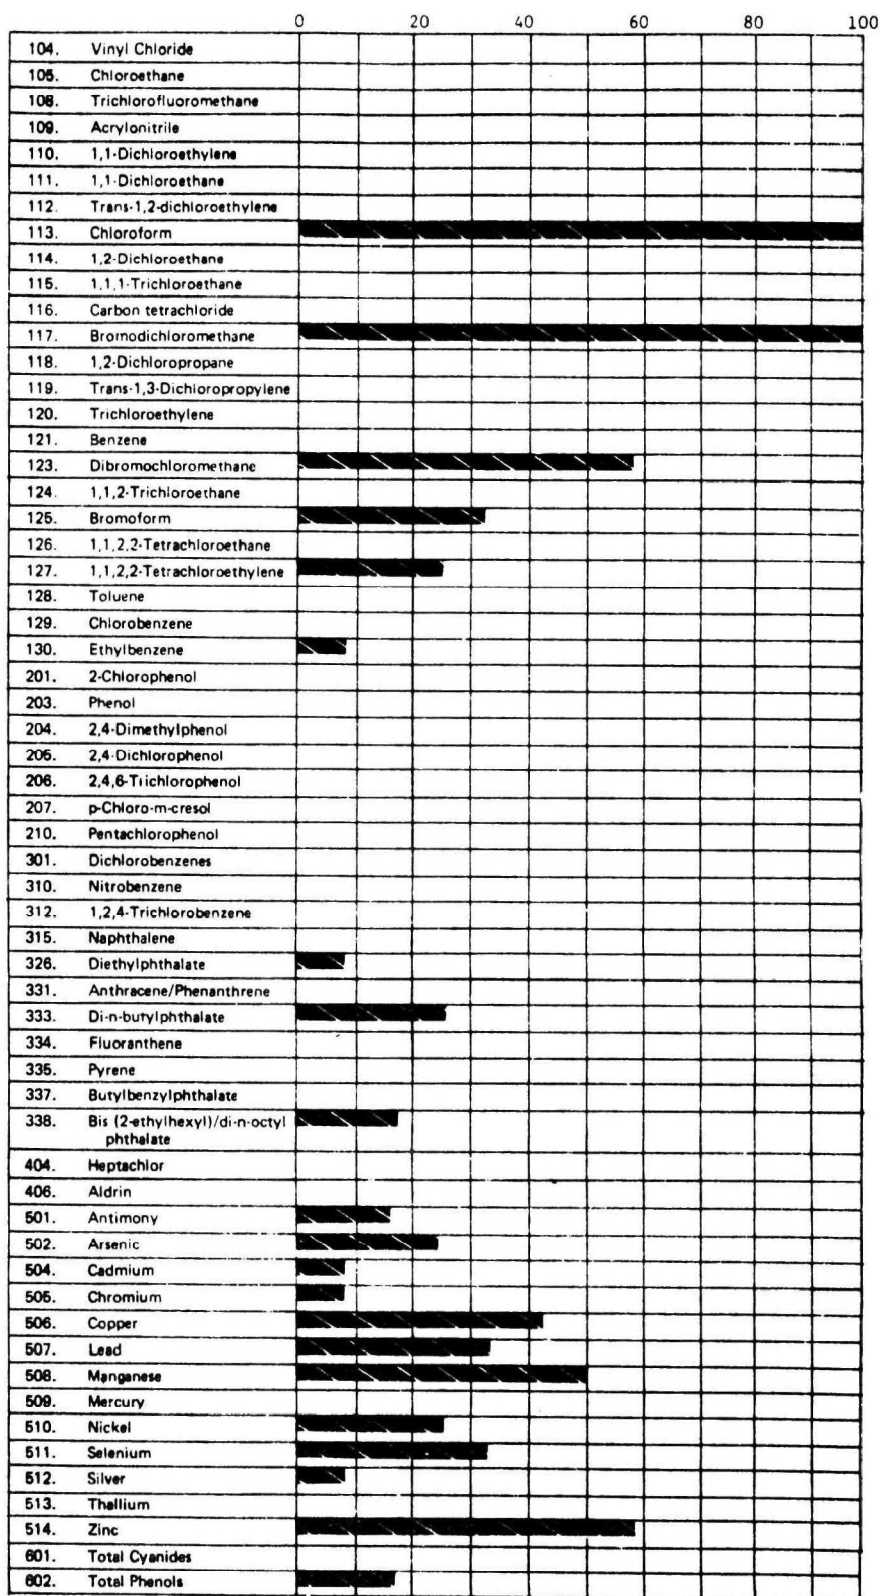 0 20 40 60 80 100
104. Vinyl Chloride
105. Chloroethane
108. Trichlorofluoromethane
109. Acrylonitrile
110. 1,1-Dichloroethylene
111. 1,1-Dichloroethane
112. Trans-1,2-dichloroethylene
113. Chloroform
114. 1,2-Dichloroethane
115. 1,1,1-Trichloroethane
116. Carbon tetrachloride
117. Bromodichloromethane
118. 1,2-Dichloropropane
119. Trans-1,3-Dichloropropylene
120. Trichloroethylene
121. Benzene
123. Dibromochloromethane
124. 1,1,2-Trichloroethane
125. Bromoform
126. 1,1,2,2-Tetrachloroethane
127. 1,1,2,2-Tetrachloroethylene
128. Toluene
129. Chlorobenzene
130. Ethylbenzene
201. 2-Chlorophenol
203. Phenol
204. 2,4-Dimethylphenol
205. 2,4-Dichlorophenol
206. 2,4,6-Trichlorophenol
207. p-Chloro-m-cresol
210. Pentachlorophenol
301. Dichlorobenzenes
310. Nitrobenzene
312. 1,2,4-Trichlorobenzene
315. Naphthalene
326. Diethylphthalate
331. Anthracene/Phenanthrene
333. Di-n-butylphthalate
334. Fluoranthene
335. Pyrene
337. Butylbenzylphthalate
338. Bis (2-ethylhexyl)/di-n-octyl
phthalate
404. Heptachlor
406. Aldrin
501. Antimony
502. Arsenic
504. Cadmium
505. Chromium
506. Copper
507. Lead
508. Manganese
509. Mercury
510. Nickel
511. Selenium
512. Silver
513. Thallium
514. Zinc
601. Total Cyanides
602. Total Phenols